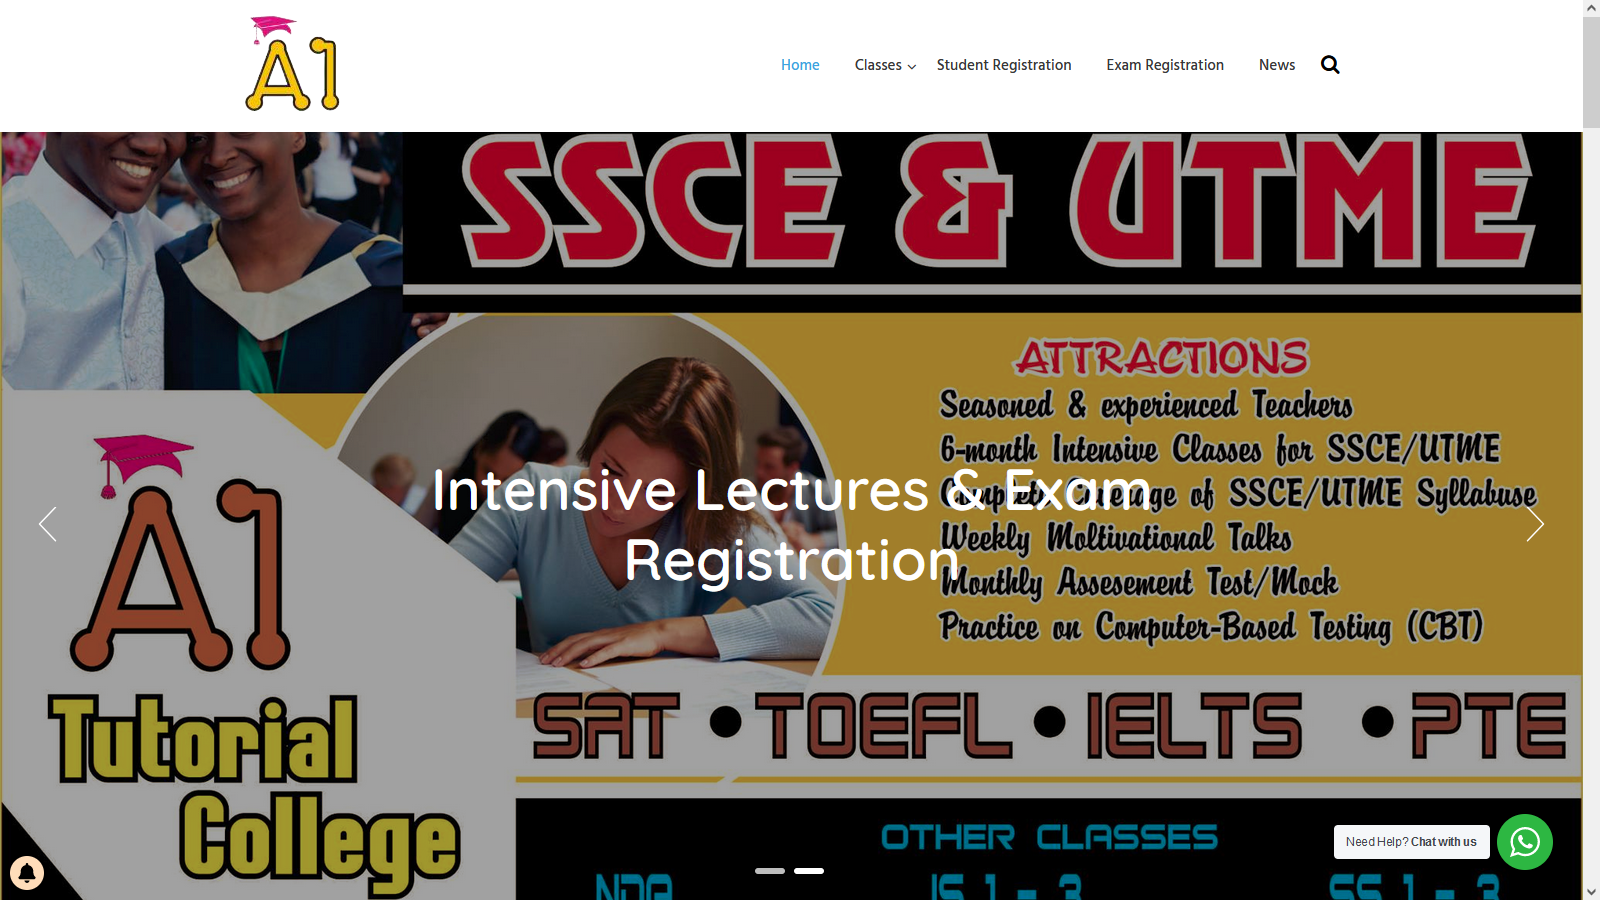 A1
Home
Classes
Student Registration
Exam Registration
News
SSCE & UTME
ATTRACTIONS
Seasoned & experienced Teachers
6-month Intensive Classes for SSCE/UTME
Complete Coverage of SSCE/UTME Syllabuse
Weekly Moltivational Talks
Monthly Assesement Test/Mock
Practice on Computer-Based Testing (CBT)
Intensive Lectures & Exam
Registration
A1
Tutorial
College
SAT • TOEFL • IELTS • PTE
OTHER CLASSES
NDA JS 1 - 3 SS 1 - 3
Need Help? Chat with us